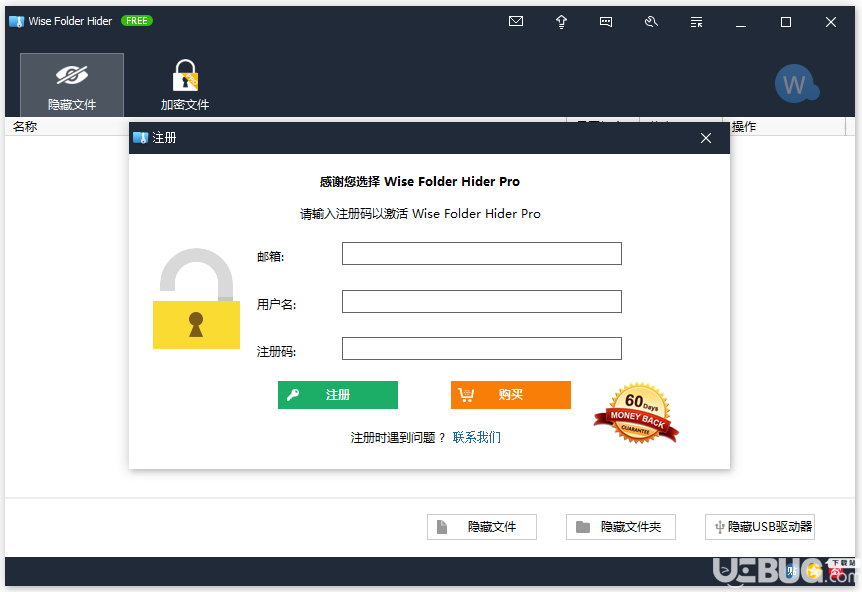 Wise Folder Hider FREE
隐藏文件 加密文件
W
名称 操作
注册
感谢您选择 Wise Folder Hider Pro
请输入注册码以激活 Wise Folder Hider Pro
邮箱:
用户名:
注册码:
注册 购买
60 Days
MONEY BACK
GUARANTEE
注册时遇到问题？ 联系我们
隐藏文件 隐藏文件夹 隐藏USB驱动器
下载站
UEBUG.com